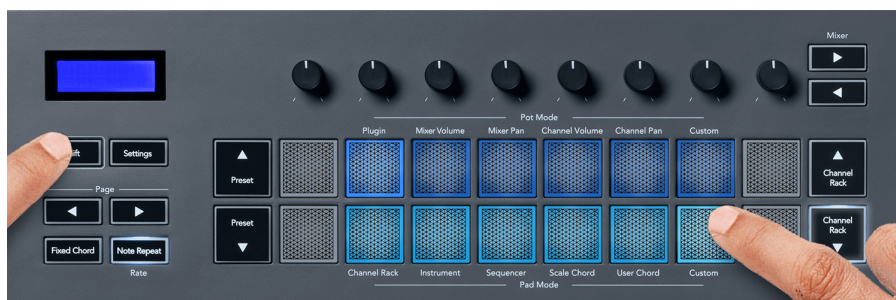 Mixer
Pot Mode
Plugin Mixer Volume Mixer Pan Channel Volume Channel Pan Custom
Settings
Preset
Channel
Rack
Page
Preset
Channel
Rack
Fixed Chord Note Repeat
Rate
Channel Rack Instrument Sequencer Scale Chord User Chord Custom
Pad Mode